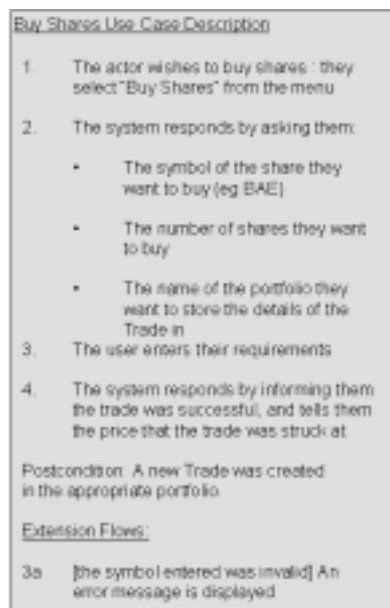 Buy Shares Use Case Description
1. The actor wishes to buy shares : they
select "Buy Shares" from the menu
2. The system responds by asking them:
• The symbol of the share they
want to buy (eg BAE)
• The number of shares they want
to buy
• The name of the portfolio they
want to store the details of the
Trade in
3. The user enters their requirements
4. The system responds by informing them
the trade was successful, and tells them
the price that the trade was struck at
Postcondition: A new Trade was created
in the appropriate portfolio.
Extension Flows:
3a [the symbol entered was invalid] An
error message is displayed